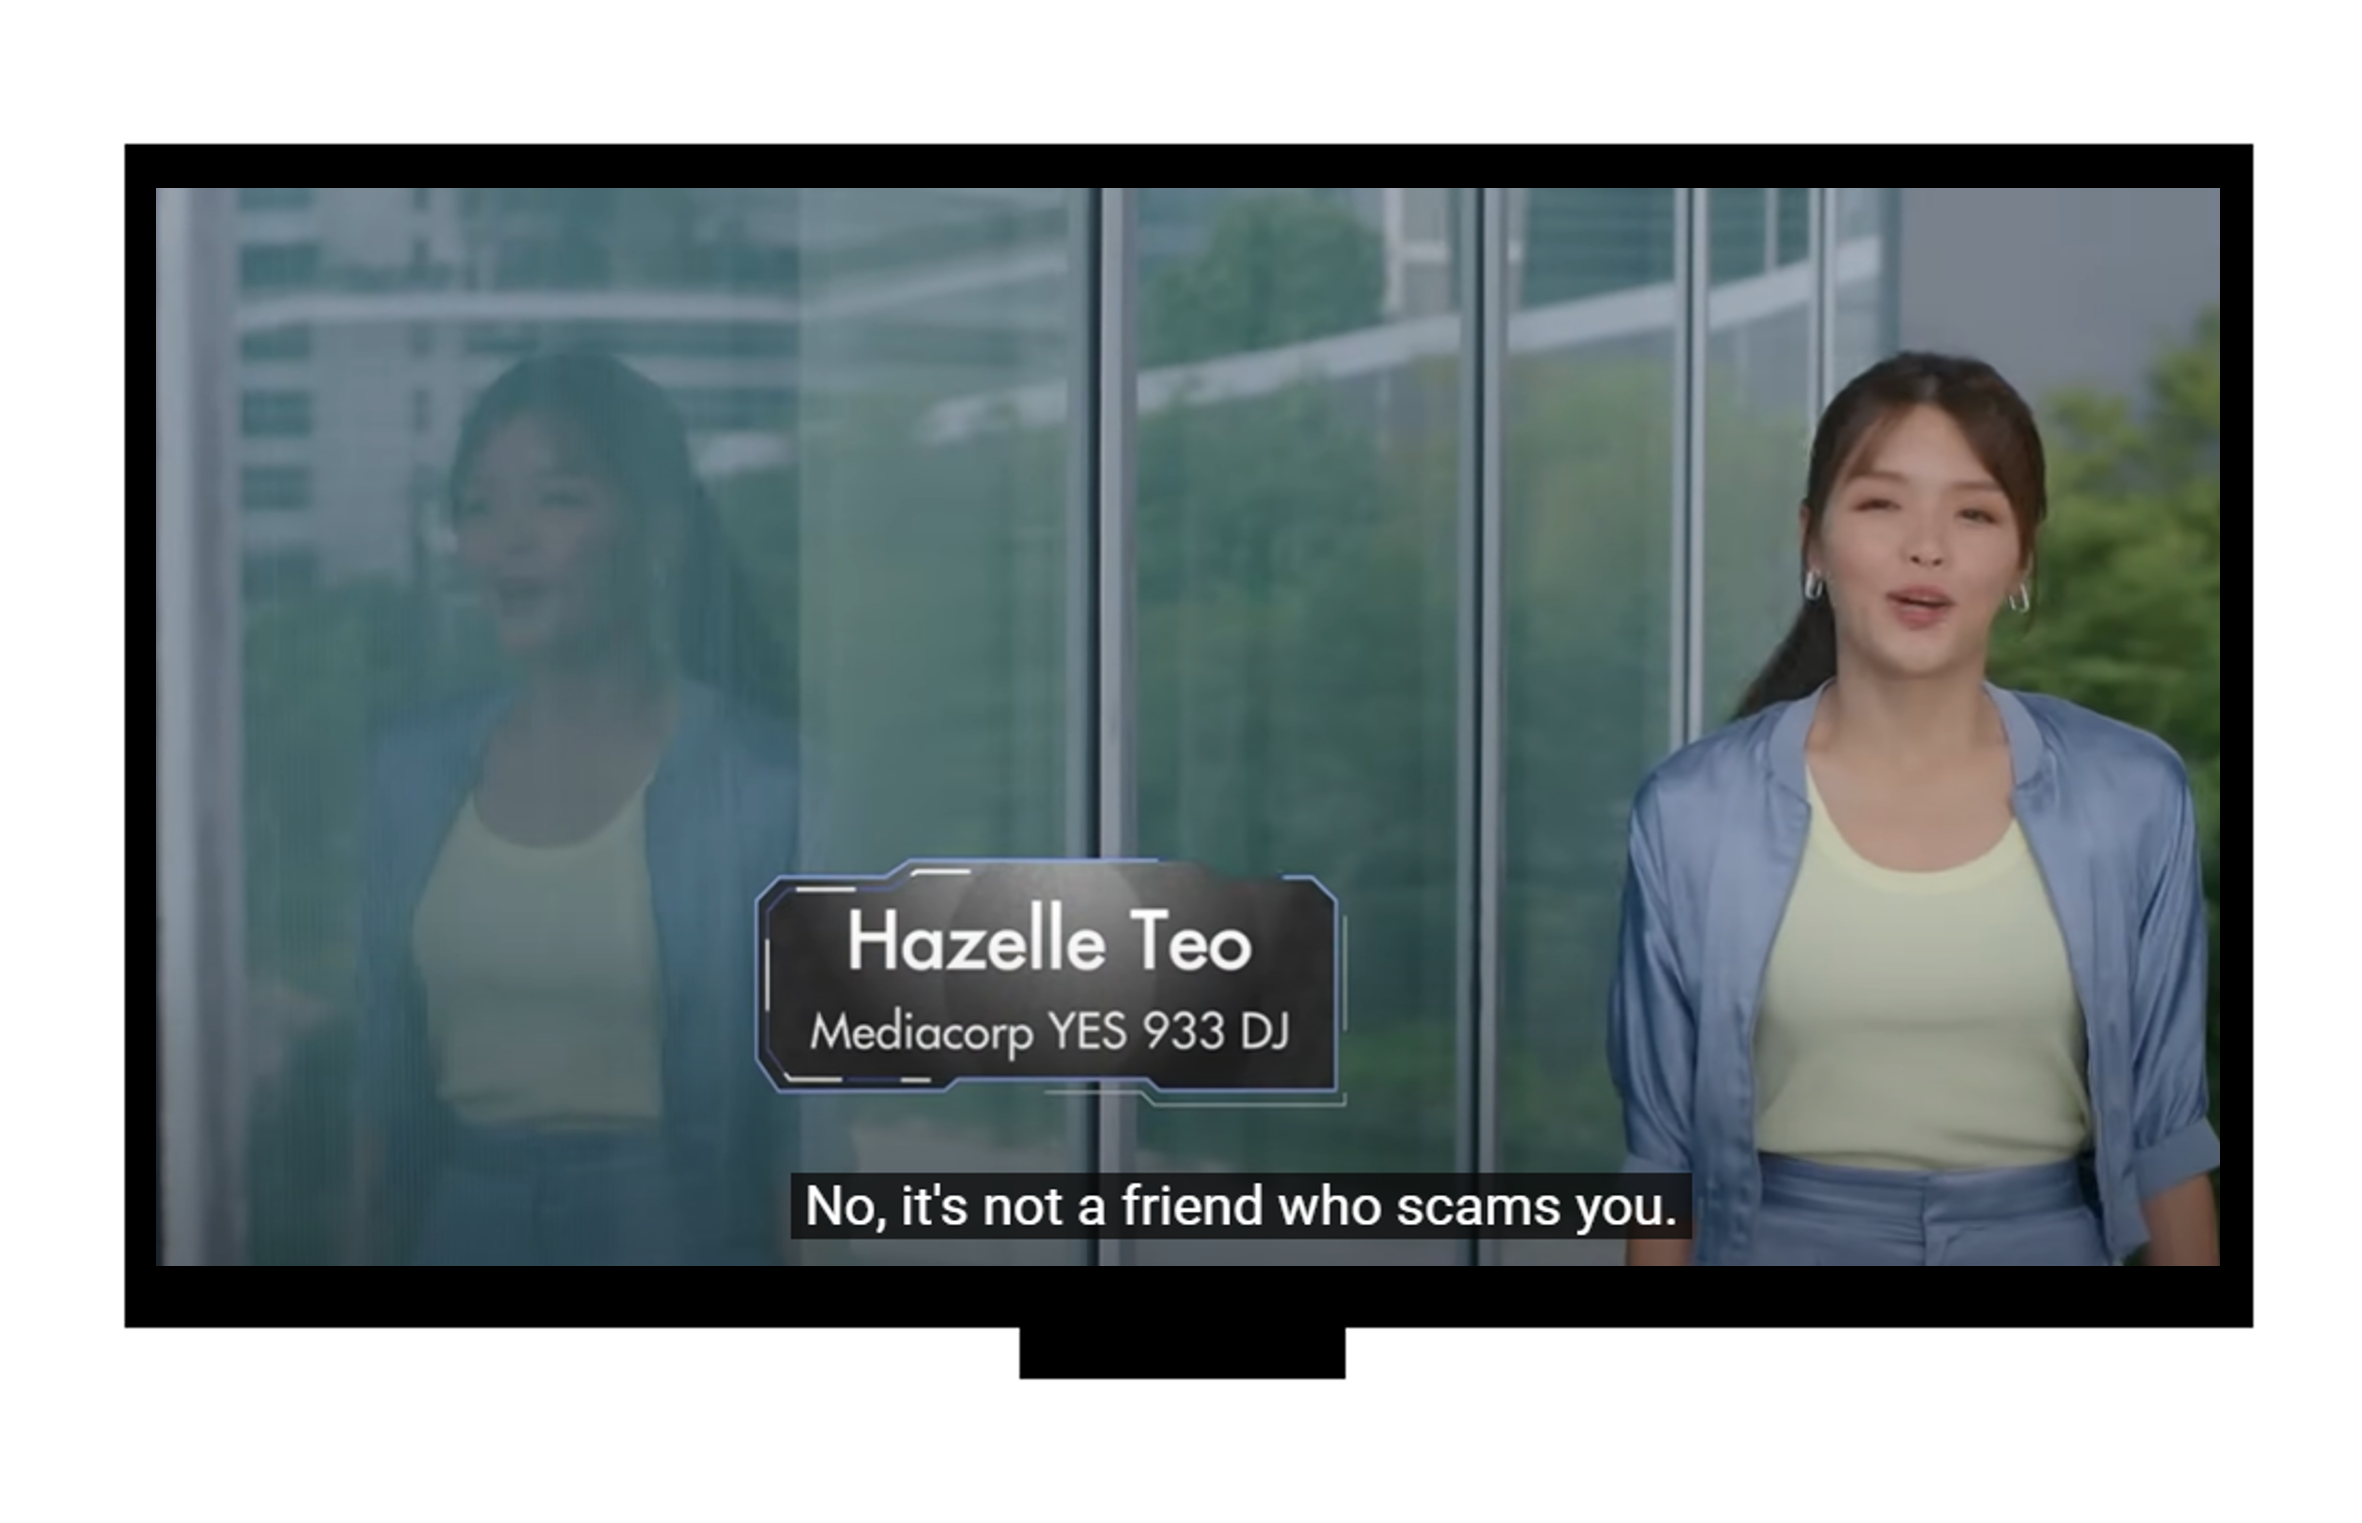 Hazelle Teo
Mediacorp YES 933 DJ
No, it's not a friend who scams you.